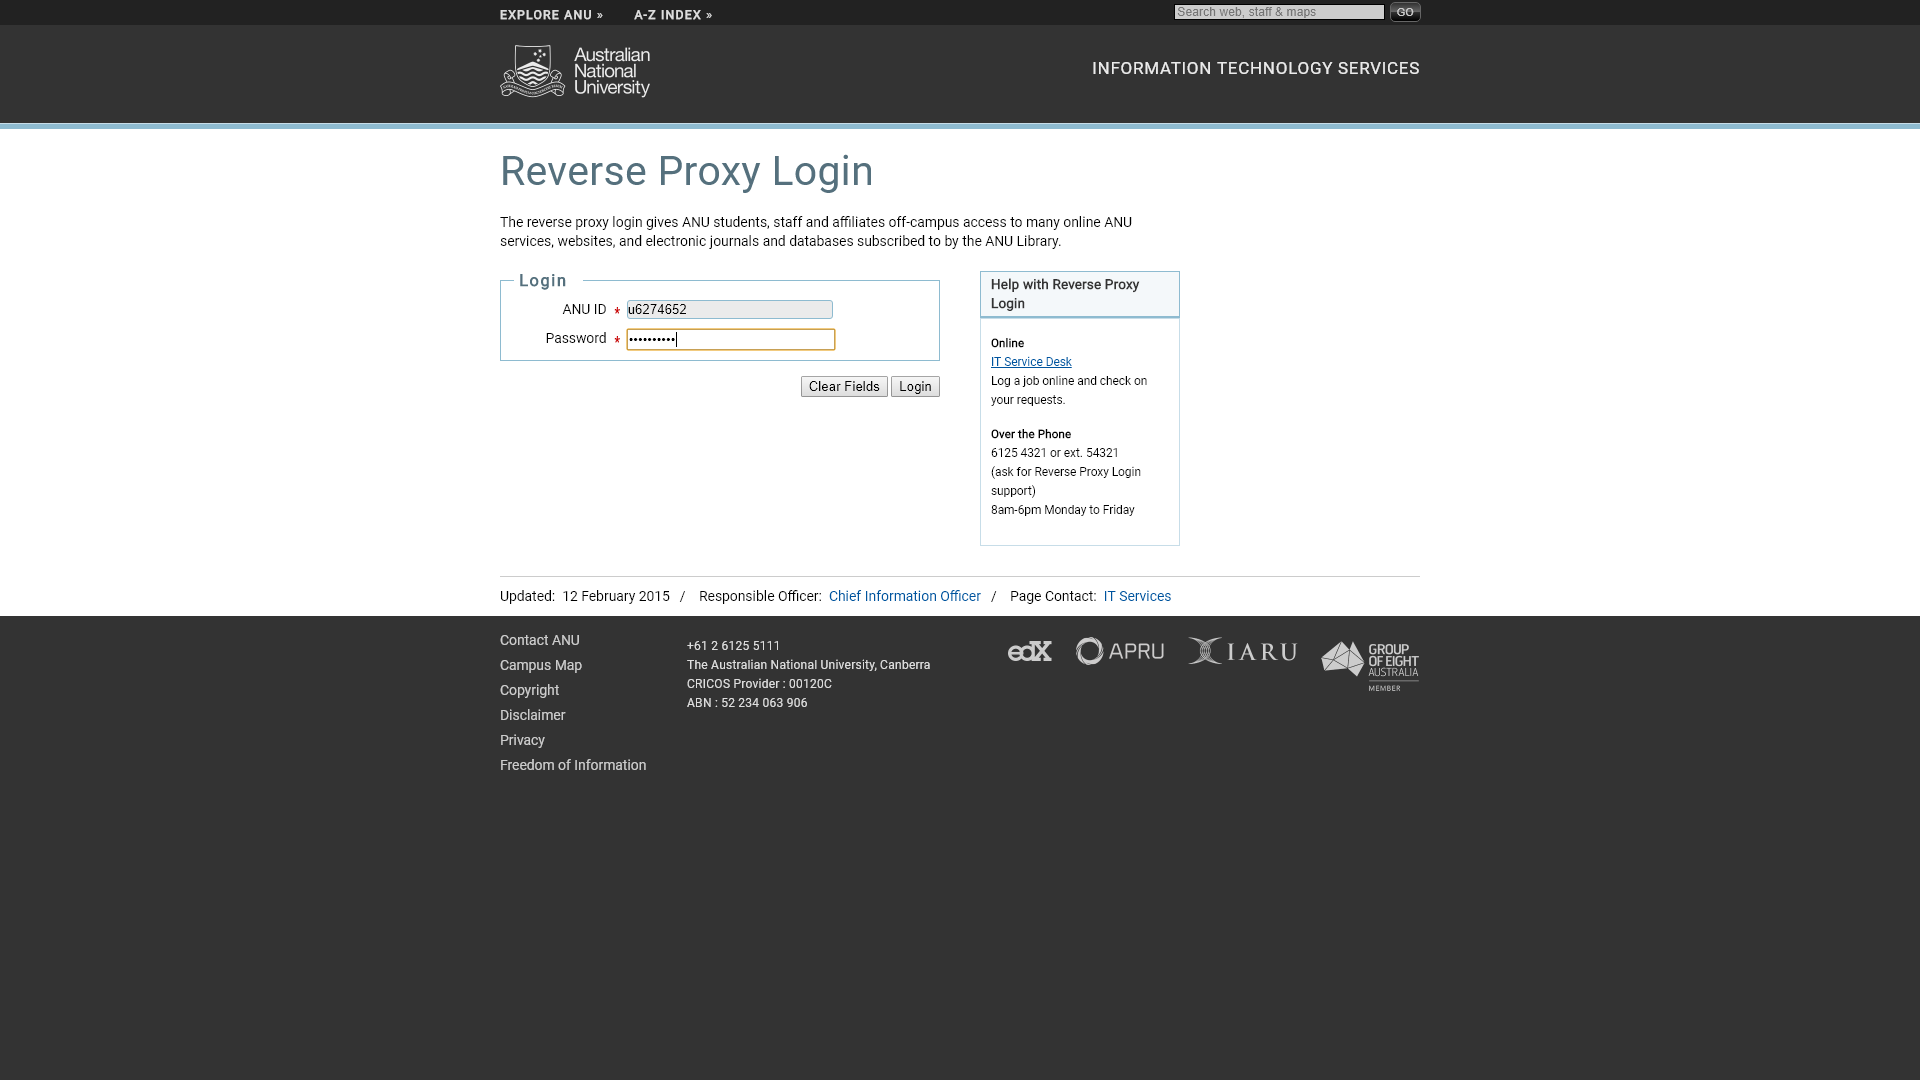 EXPLORE ANU »
A-Z INDEX »
Search web, staff & maps
GO
Australian
National
University
INFORMATION TECHNOLOGY SERVICES
Reverse Proxy Login
The reverse proxy login gives ANU students, staff and affiliates off-campus access to many online ANU
services, websites, and electronic journals and databases subscribed to by the ANU Library.
Login
ANU ID * u6274652
Password * ••••••••••
Clear Fields
Login
Help with Reverse Proxy
Login
Online
IT Service Desk
Log a job online and check on
your requests.
Over the Phone
6125 4321 or ext. 54321
(ask for Reverse Proxy Login
support)
8am-6pm Monday to Friday
Updated: 12 February 2015 / Responsible Officer: Chief Information Officer / Page Contact: IT Services
Contact ANU
Campus Map
Copyright
Disclaimer
Privacy
Freedom of Information
+61 2 6125 5111
The Australian National University, Canberra
CRICOS Provider : 00120C
ABN : 52 234 063 906
edX
APRU
IARU
GROUP
OF EIGHT
AUSTRALIA
MEMBER